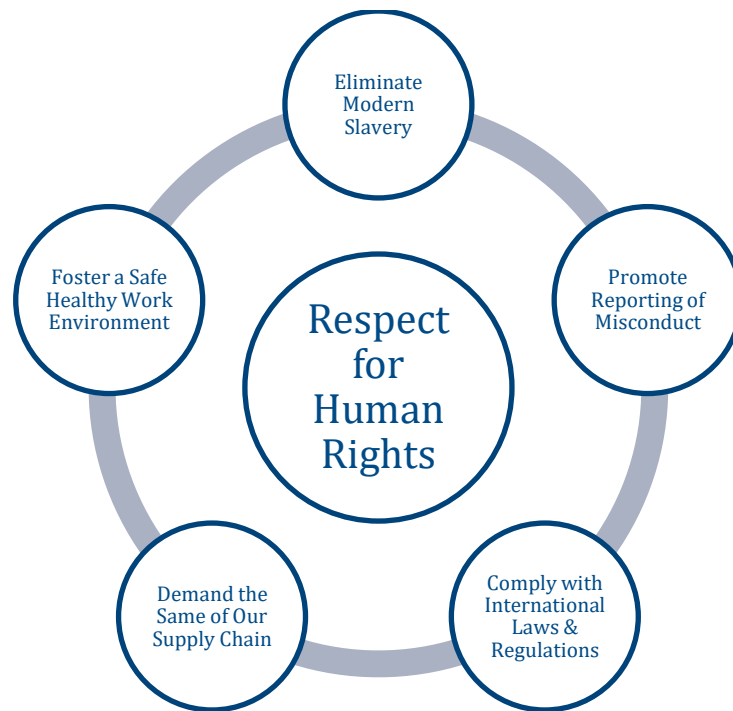 Eliminate
Modern
Slavery
Promote
Reporting of
Misconduct
Comply with
International
Laws &
Regulations
Demand the
Same of Our
Supply Chain
Foster a Safe
Healthy Work
Environment
Respect
for
Human
Rights